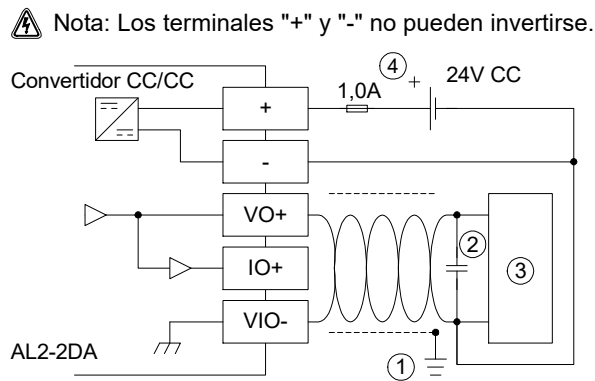 Nota: Los terminales "+" y "-" no pueden invertirse.
Convertidor CC/CC
1,0A
4
+
24V CC
+
-
VO+
IO+
VIO-
2
3
1
AL2-2DA